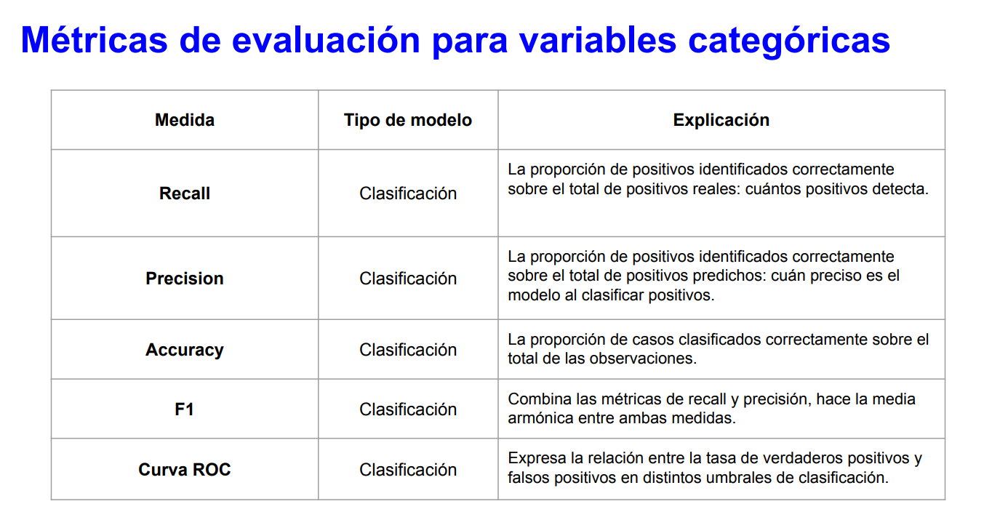 Métricas de evaluación para variables categóricas
Medida
Tipo de modelo
Explicación
Recall
Clasificación
La proporción de positivos identificados correctamente
sobre el total de positivos reales: cuántos positivos detecta.
Precision
Clasificación
La proporción de positivos identificados correctamente
sobre el total de positivos predichos: cuán preciso es el
modelo al clasificar positivos.
Accuracy
Clasificación
La proporción de casos clasificados correctamente sobre el
total de las observaciones.
F1
Clasificación
Combina las métricas de recall y precisión, hace la media
armónica entre ambas medidas.
Curva ROC
Clasificación
Expresa la relación entre la tasa de verdaderos positivos y
falsos positivos en distintos umbrales de clasificación.